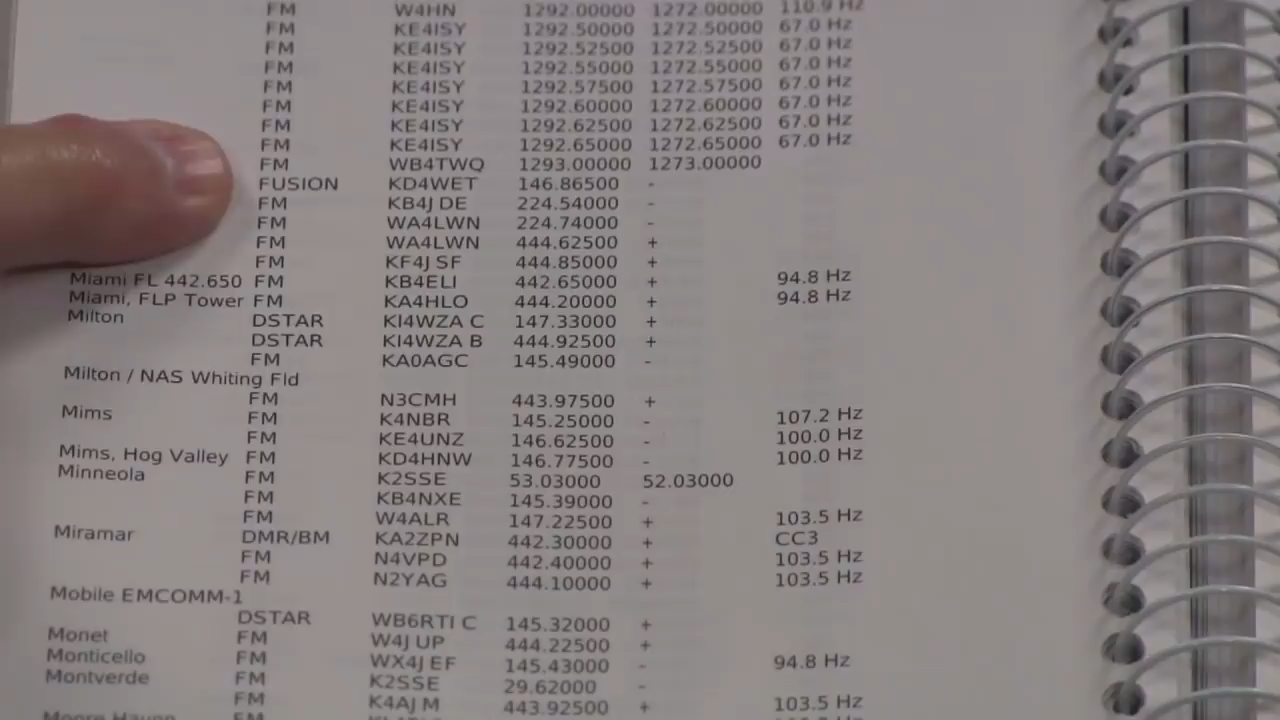 FM W4HN 1292.00000 1272.00000 110.9 Hz
FM KE4ISY 1292.50000 1272.50000 67.0 Hz
FM KE4ISY 1292.52500 1272.52500 67.0 Hz
FM KE4ISY 1292.55000 1272.55000 67.0 Hz
FM KE4ISY 1292.57500 1272.57500 67.0 Hz
FM KE4ISY 1292.60000 1272.60000 67.0 Hz
FM KE4ISY 1292.62500 1272.62500 67.0 Hz
FM KE4ISY 1292.65000 1272.65000 67.0 Hz
FM WB4TWQ 1293.00000 1273.00000
FUSION KD4WET 146.86500 -
FM KB4JDE 224.54000 -
FM WA4LWN 224.74000 -
FM WA4LWN 444.62500 +
FM KF4JSF 444.85000 +
Miami FL 442.650 FM KB4ELI 442.65000 + 94.8 Hz
Miami, FLP Tower FM KA4HLO 444.20000 + 94.8 Hz
Milton DSTAR KI4WZA C 147.33000 +
DSTAR KI4WZA B 444.92500 +
FM KA0AGC 145.49000 -
Milton / NAS Whiting Fld
FM N3CMH 443.97500 +
Mims FM K4NBR 145.25000 - 107.2 Hz
FM KE4UNZ 146.62500 - 100.0 Hz
Mims, Hog Valley FM KD4HNW 146.77500 - 100.0 Hz
Minneola FM K2SSE 53.03000 52.03000
FM KB4NXE 145.39000 -
FM W4ALR 147.22500 + 103.5 Hz
Miramar DMR/BM KA2ZPN 442.30000 + CC3
FM N4VPD 442.40000 + 103.5 Hz
FM N2YAG 444.10000 + 103.5 Hz
Mobile EMCOMM-1
DSTAR WB6RTI C 145.32000 +
Monet FM W4JUP 444.22500 +
Monticello FM WX4JEF 145.43000 - 94.8 Hz
Montverde FM K2SSE 29.62000 -
FM K4AJM 443.92500 + 103.5 Hz